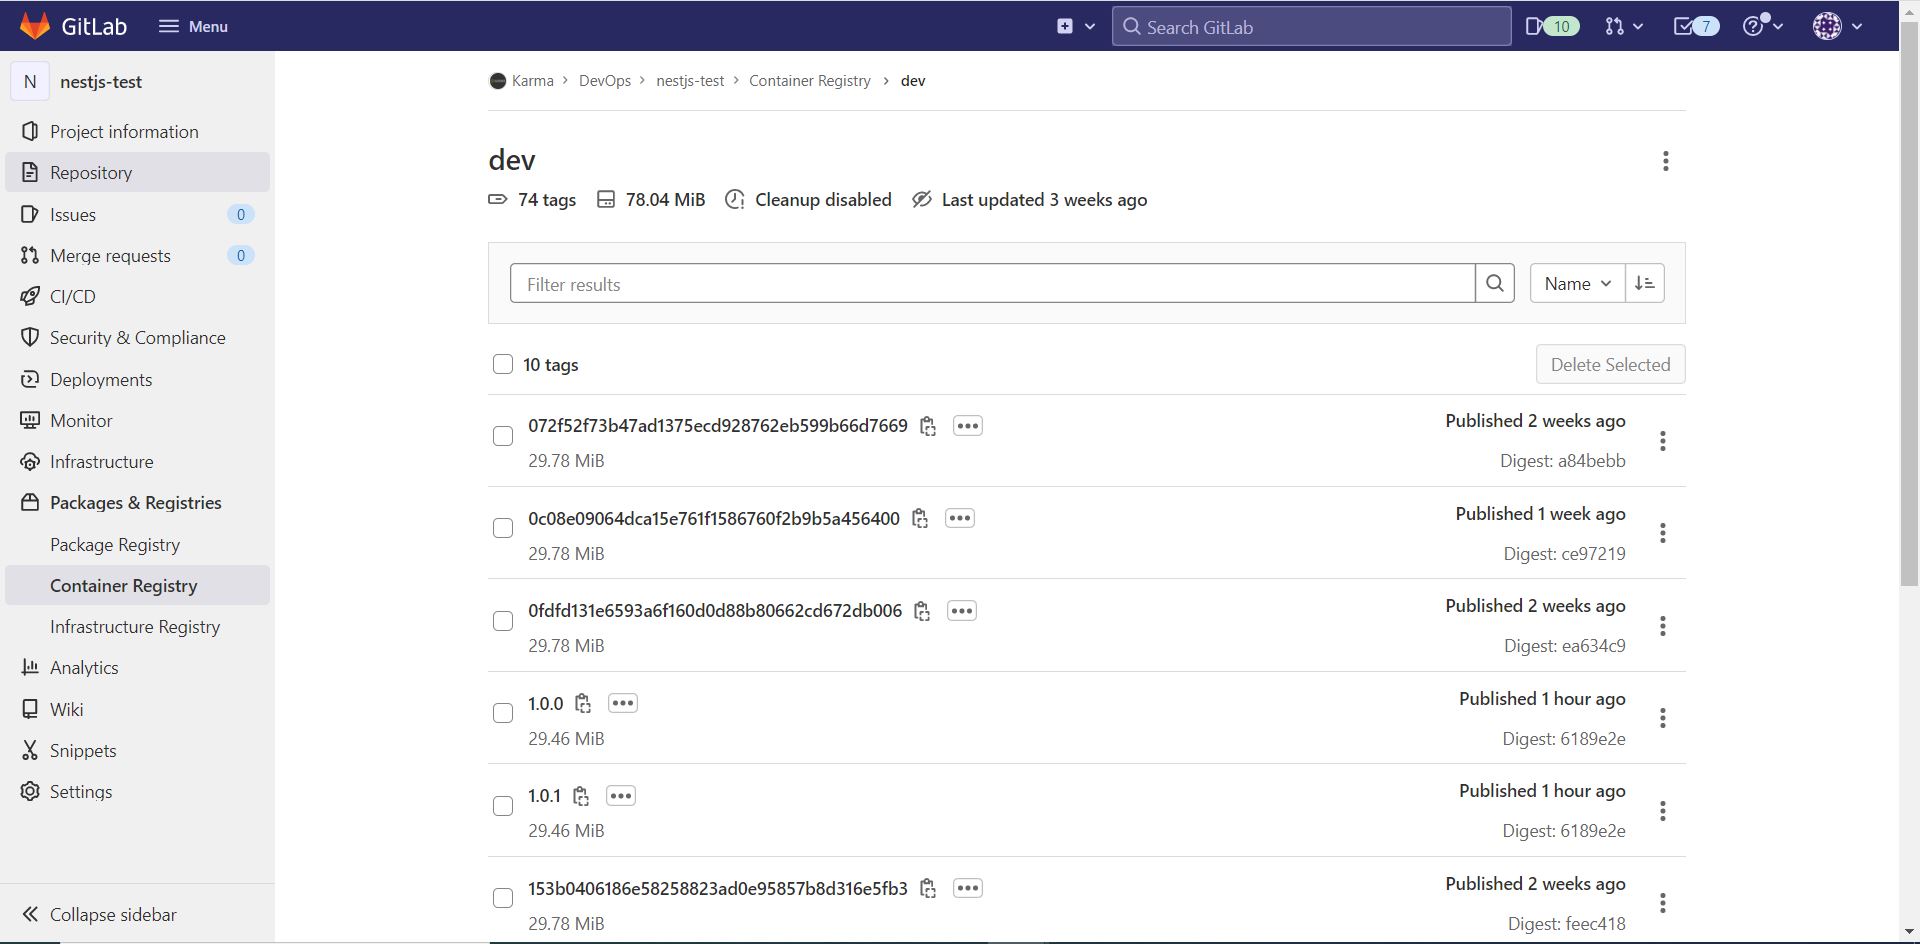 GitLab
Menu
Search GitLab
10
7
N
nestjs-test
Project information
Repository
Issues
0
Merge requests
0
CI/CD
Security & Compliance
Deployments
Monitor
Infrastructure
Packages & Registries
Package Registry
Container Registry
Infrastructure Registry
Analytics
Wiki
Snippets
Settings
Collapse sidebar
Karma > DevOps > nestjs-test > Container Registry > dev
dev
74 tags 78.04 MiB Cleanup disabled Last updated 3 weeks ago
Filter results
Name
10 tags
Delete Selected
072f52f73b47ad1375ecd928762eb599b66d7669
Published 2 weeks ago
29.78 MiB
Digest: a84bebb
0c08e09064dca15e761f1586760f2b9b5a456400
Published 1 week ago
29.78 MiB
Digest: ce97219
0fdfd131e6593a6f160d0d88b80662cd672db006
Published 2 weeks ago
29.78 MiB
Digest: ea634c9
1.0.0
Published 1 hour ago
29.46 MiB
Digest: 6189e2e
1.0.1
Published 1 hour ago
29.46 MiB
Digest: 6189e2e
153b0406186e58258823ad0e95857b8d316e5fb3
Published 2 weeks ago
29.78 MiB
Digest: feec418